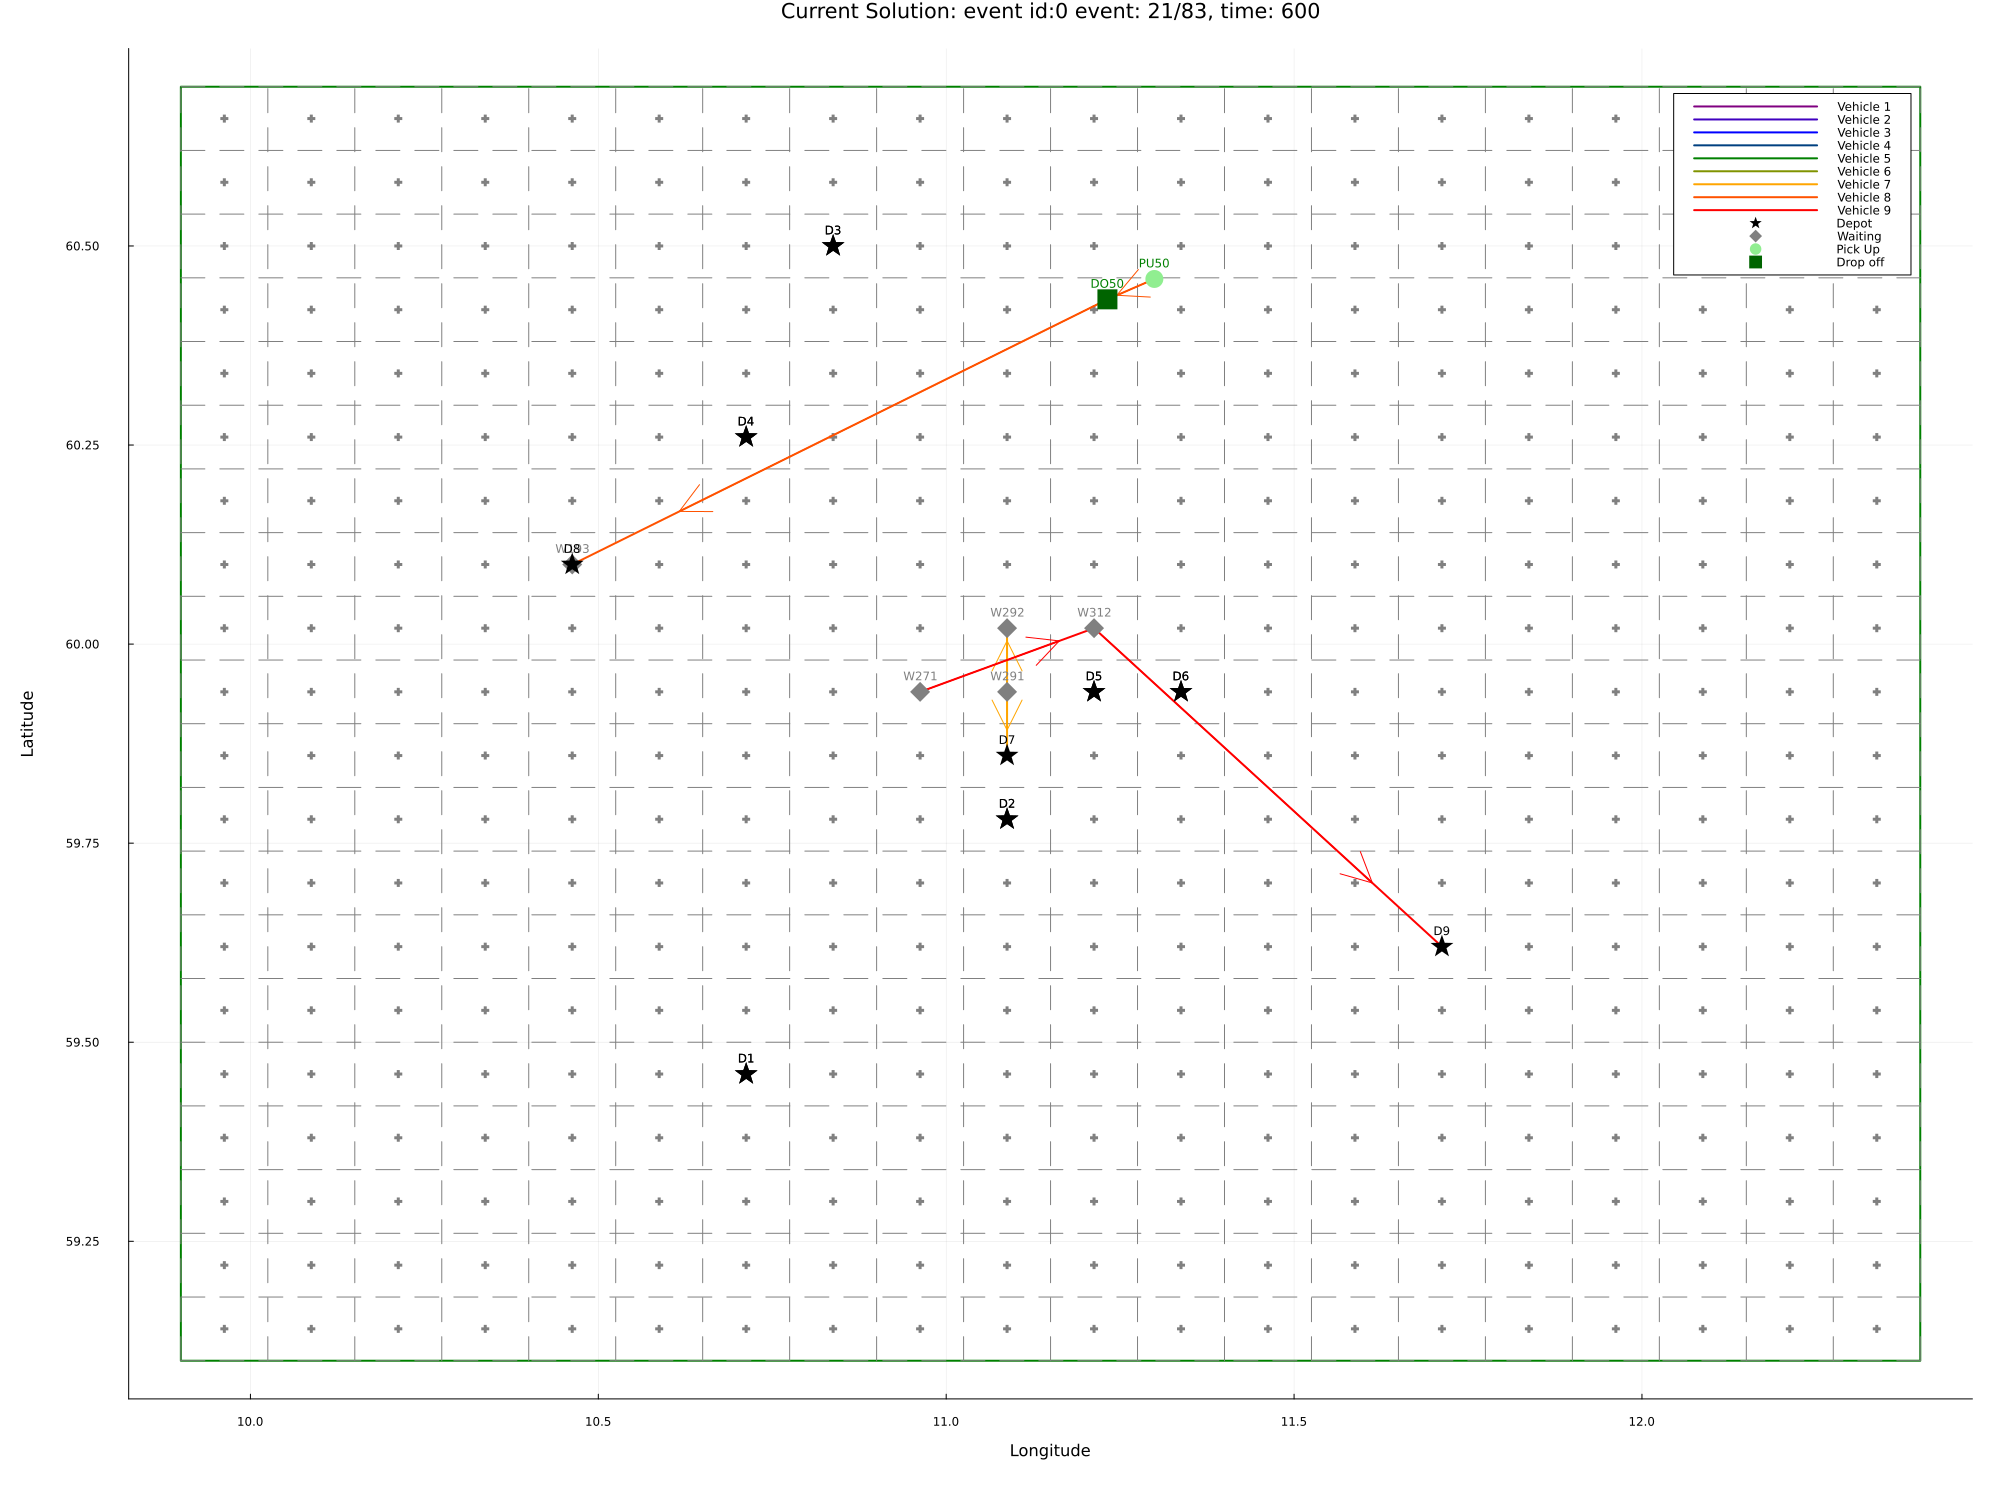 Current Solution: event id:0 event: 21/83, time: 600
Vehicle 1
Vehicle 2
Vehicle 3
Vehicle 4
Vehicle 5
Vehicle 6
Vehicle 7
Vehicle 8
Vehicle 9
Depot
Waiting
Pick Up
Drop off
D3
PU50
DO50
D4
D8
W292
W312
W271
W291
D5
D6
D7
D2
D9
D1
60.50
60.25
60.00
59.75
59.50
59.25
Latitude
10.0
10.5
11.0
11.5
12.0
Longitude